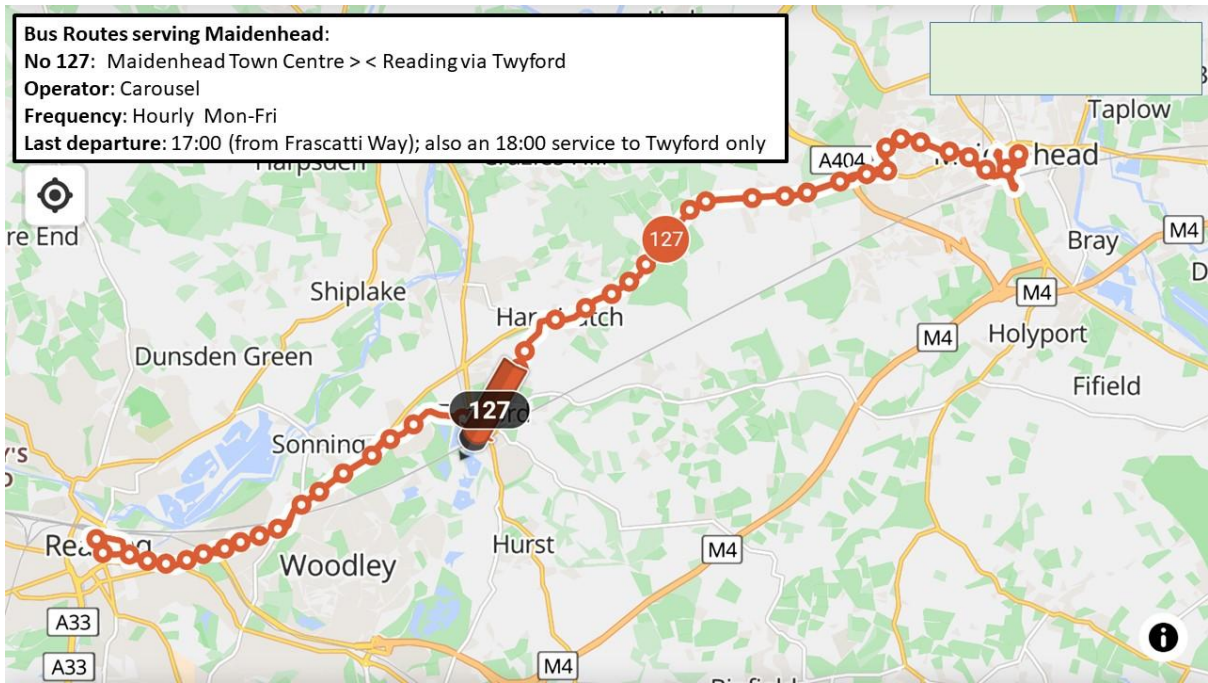 Bus Routes serving Maidenhead:
No 127: Maidenhead Town Centre > < Reading via Twyford
Operator: Carousel
Frequency: Hourly Mon-Fri
Last departure: 17:00 (from Frascatti Way); also an 18:00 service to Twyford only
Taplow
A404
head
re End
127
Bray
M4
Shiplake
M4
M4
Holyport
Dunsden Green
Fifield
127
Sonning
Hurst
M4
Woodley
A33
A33
M4